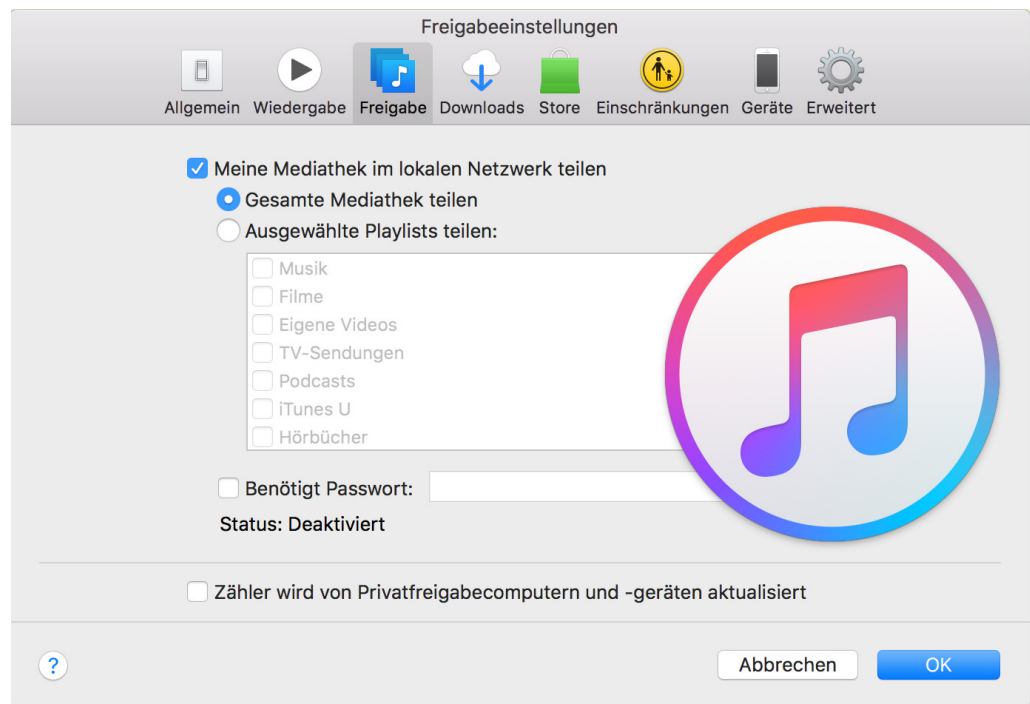 Freigabeeinstellungen
Allgemein Wiedergabe Freigabe Downloads Store Einschränkungen Geräte Erweitert
Meine Mediathek im lokalen Netzwerk teilen
Gesamte Mediathek teilen
Ausgewählte Playlists teilen:
Musik
Filme
Eigene Videos
TV-Sendungen
Podcasts
iTunes U
Hörbücher
Benötigt Passwort:
Status: Deaktiviert
Zähler wird von Privatfreigabecomputern und -geräten aktualisiert
? Abbrechen OK